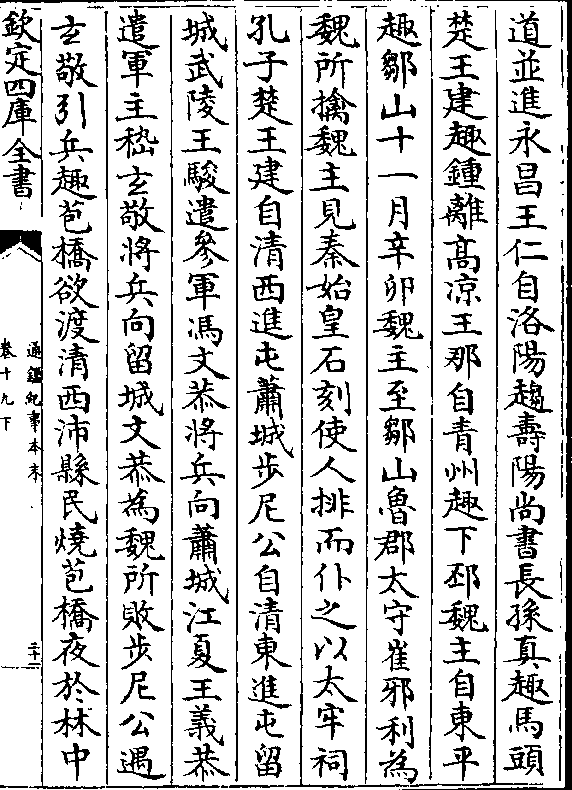 道並進永昌王仁自洛陽趨壽陽尚書長孫真趣馬頭
楚王建趣鍾離髙凉王那自青州趣下邳魏主自東平
趣鄒山十一月辛卯魏主至鄒山魯郡太守崔邪利為
魏所擒魏主見秦始皇石刻使人排而仆之以太牢祠
孔子楚王建自清西進屯蕭城步尼公自清東進屯留
城武陵王駿遣參軍馮文恭將兵向蕭城江夏王義恭
遣軍主嵇𤣥敬將兵向留城文恭為魏所敗步尼公遇
𤣥敬引兵趣苞橋欲渡清西沛縣民燒苞橋夜於林中
欽定四庫全書
通鑑紀事本末
卷十九下